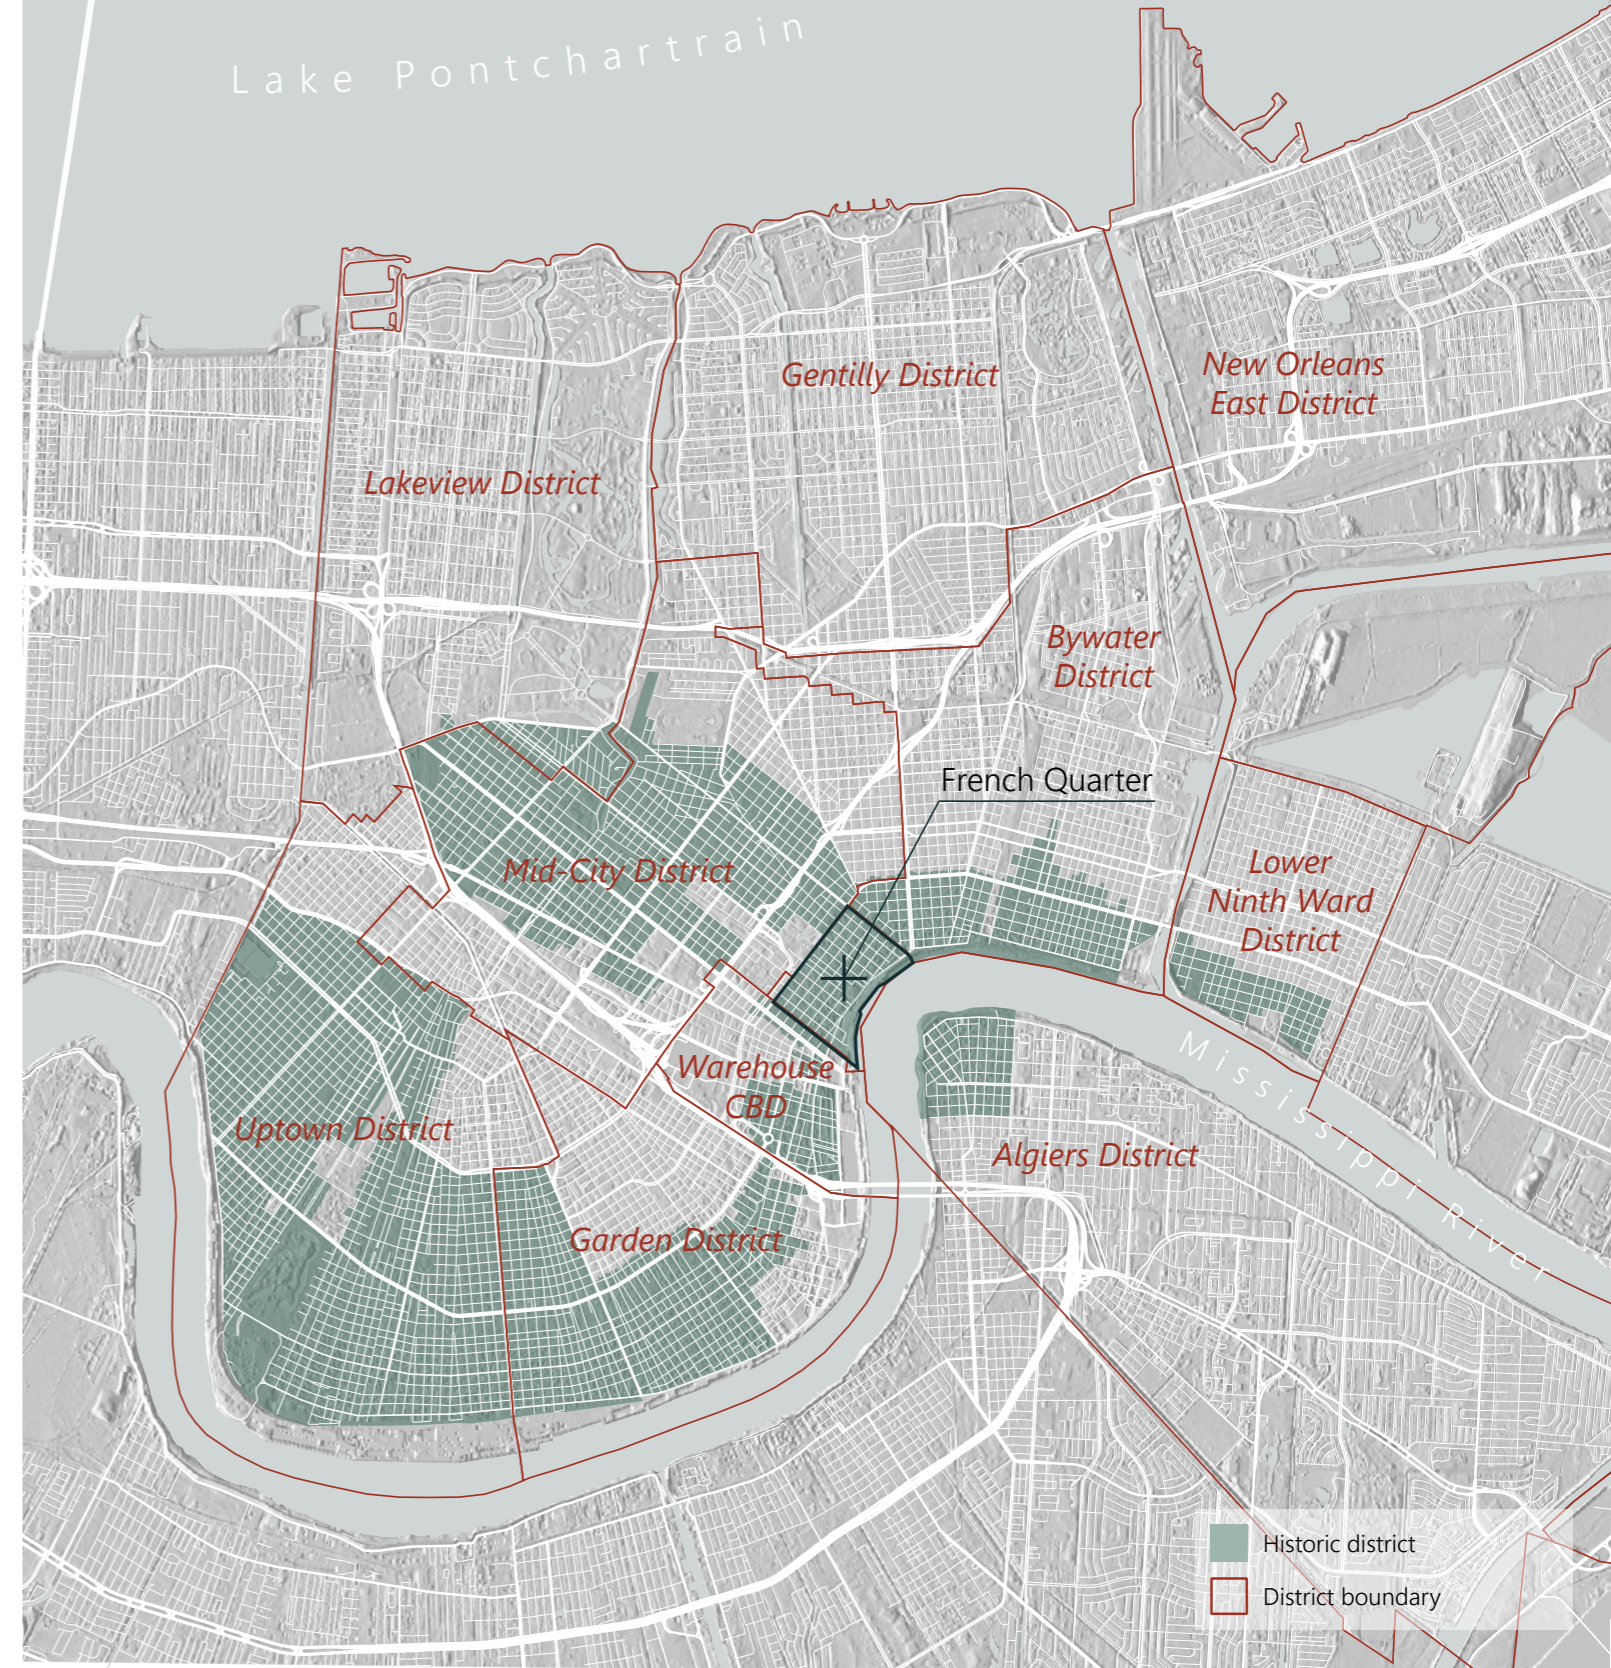 Lake Pontchartrain
Gentilly District
New Orleans
East District
Lakeview District
Bywater
District
French Quarter
Mid-City District
Lower
Ninth Ward
District
Warehouse
CBD
Mississippi River
Uptown District
Algiers District
Garden District
Historic district
District boundary